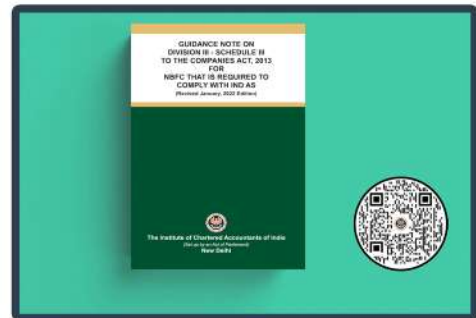 GUIDANCE NOTE ON
DIVISION III - SCHEDULE III
TO THE COMPANIES ACT, 2013
FOR
NBFC THAT IS REQUIRED TO
COMPLY WITH IND AS
(Revised January, 2022 Edition)
The Institute of Chartered Accountants of India
(Set up by an Act of Parliament)
New Delhi